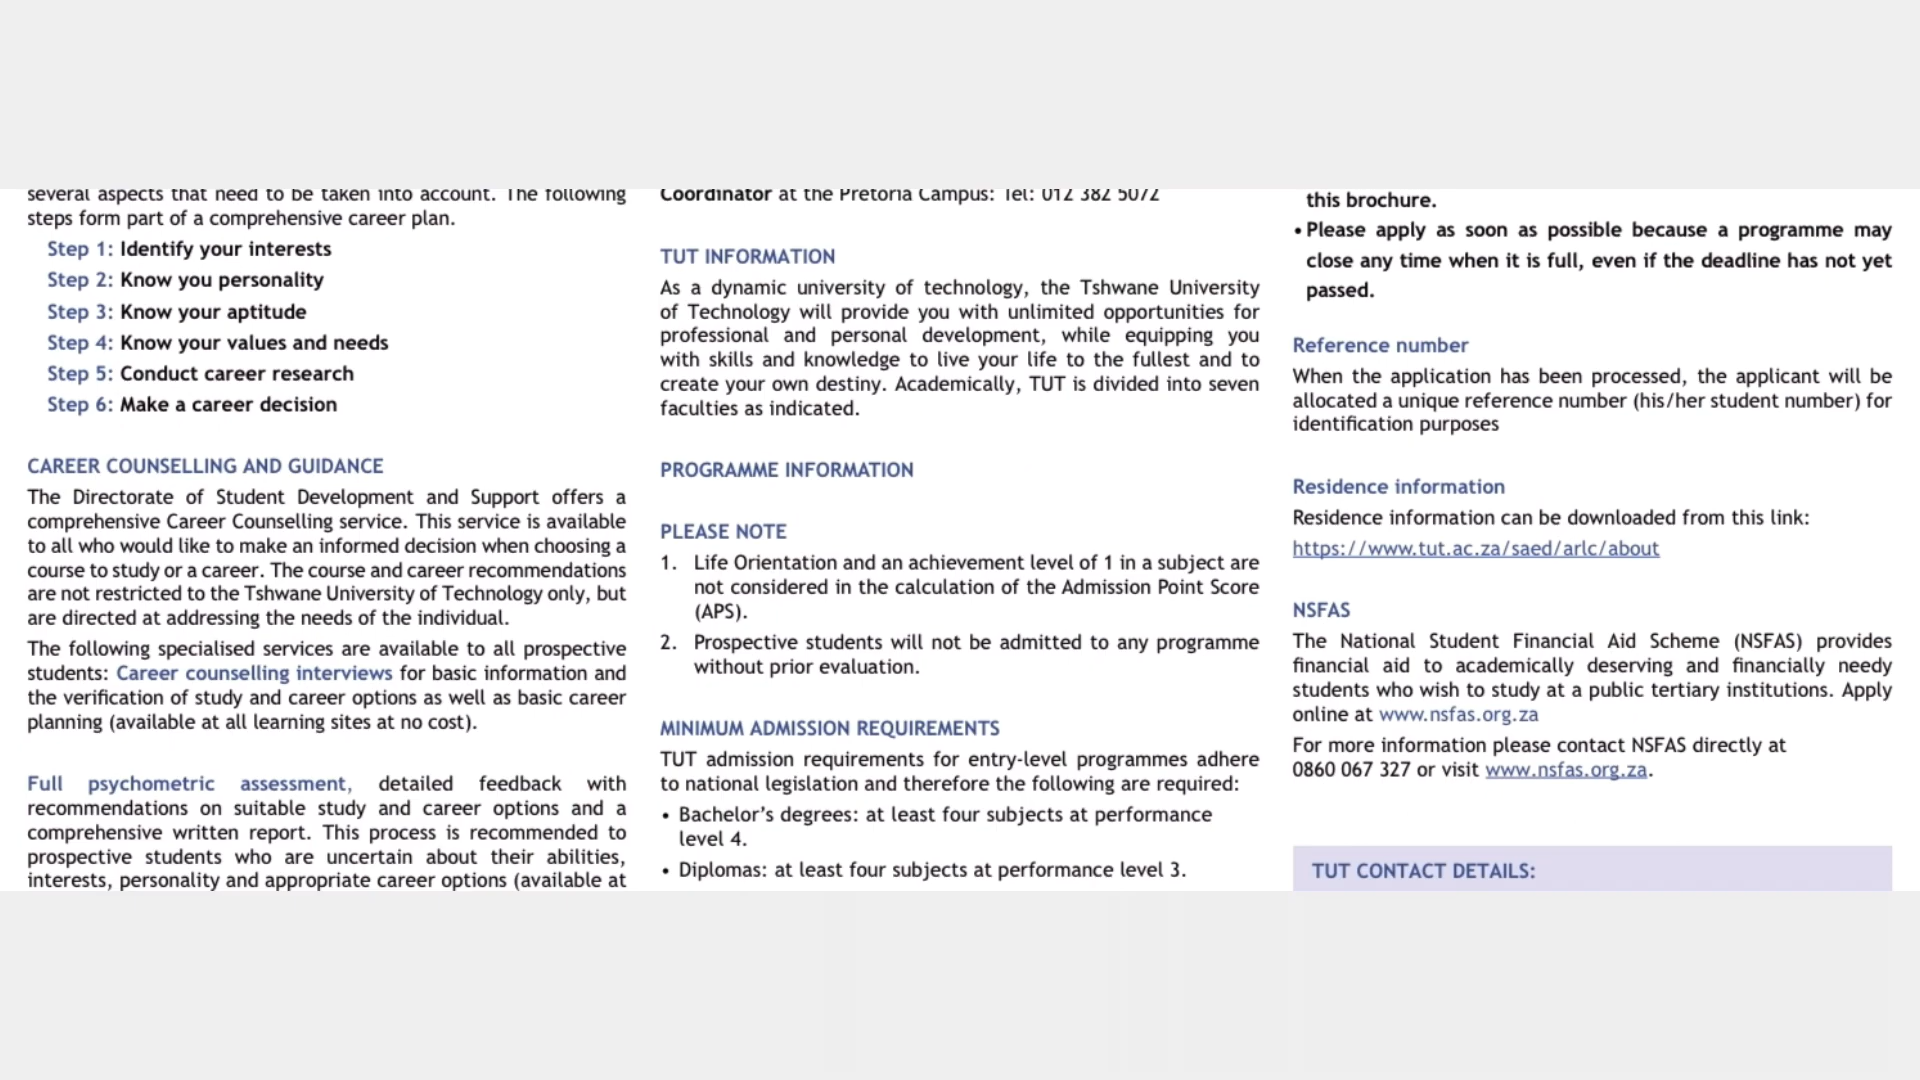 several aspects that need to be taken into account. The following
steps form part of a comprehensive career plan.
Step 1: Identify your interests
Step 2: Know you personality
Step 3: Know your aptitude
Step 4: Know your values and needs
Step 5: Conduct career research
Step 6: Make a career decision
CAREER COUNSELLING AND GUIDANCE
The Directorate of Student Development and Support offers a
comprehensive Career Counselling service. This service is available
to all who would like to make an informed decision when choosing a
course to study or a career. The course and career recommendations
are not restricted to the Tshwane University of Technology only, but
are directed at addressing the needs of the individual.
The following specialised services are available to all prospective
students: Career counselling interviews for basic information and
the verification of study and career options as well as basic career
planning (available at all learning sites at no cost).
Full psychometric assessment, detailed feedback with
recommendations on suitable study and career options and a
comprehensive written report. This process is recommended to
prospective students who are uncertain about their abilities,
interests, personality and appropriate career options (available at
Coordinator at the Pretoria Campus: Tel: 012 382 5072
TUT INFORMATION
As a dynamic university of technology, the Tshwane University
of Technology will provide you with unlimited opportunities for
professional and personal development, while equipping you
with skills and knowledge to live your life to the fullest and to
create your own destiny. Academically, TUT is divided into seven
faculties as indicated.
PROGRAMME INFORMATION
PLEASE NOTE
1. Life Orientation and an achievement level of 1 in a subject are
not considered in the calculation of the Admission Point Score
(APS).
2. Prospective students will not be admitted to any programme
without prior evaluation.
MINIMUM ADMISSION REQUIREMENTS
TUT admission requirements for entry-level programmes adhere
to national legislation and therefore the following are required:
• Bachelor's degrees: at least four subjects at performance
level 4.
• Diplomas: at least four subjects at performance level 3.
this brochure.
• Please apply as soon as possible because a programme may
close any time when it is full, even if the deadline has not yet
passed.
Reference number
When the application has been processed, the applicant will be
allocated a unique reference number (his/her student number) for
identification purposes
Residence information
Residence information can be downloaded from this link:
https://www.tut.ac.za/saed/arlc/about
NSFAS
The National Student Financial Aid Scheme (NSFAS) provides
financial aid to academically deserving and financially needy
students who wish to study at a public tertiary institutions. Apply
online at www.nsfas.org.za
For more information please contact NSFAS directly at
0860 067 327 or visit www.nsfas.org.za.
TUT CONTACT DETAILS: